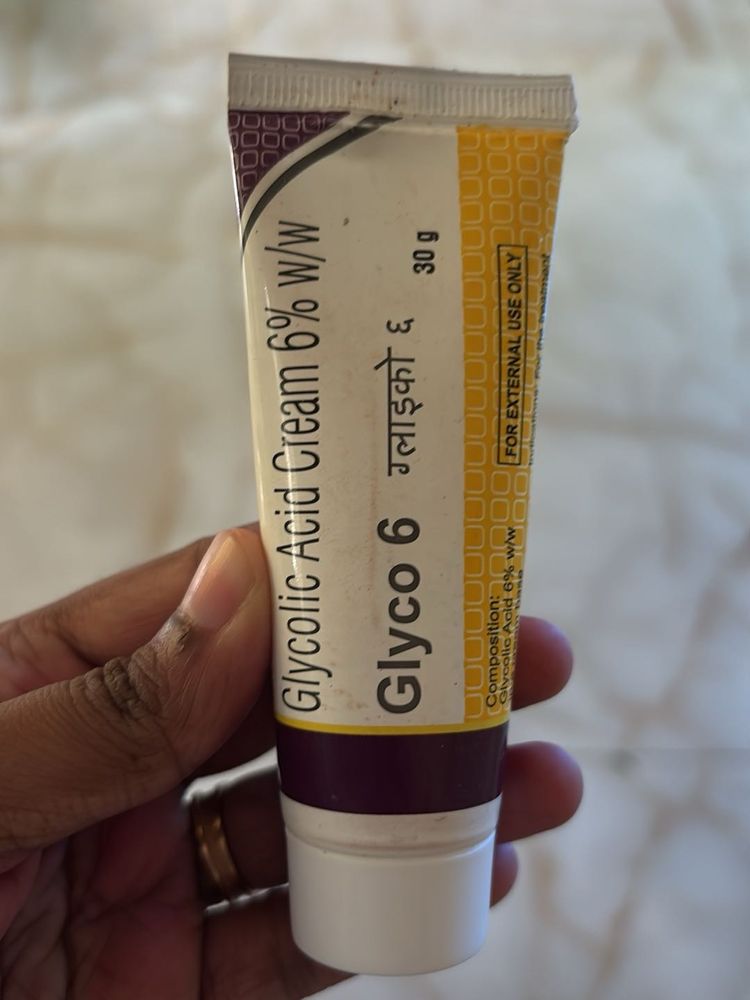 Glycolic Acid Cream 6% w/w
Glyco 6 ग्लाइको ६
30 g
FOR EXTERNAL USE ONLY
Composition:
Glycolic Acid 6% w/w